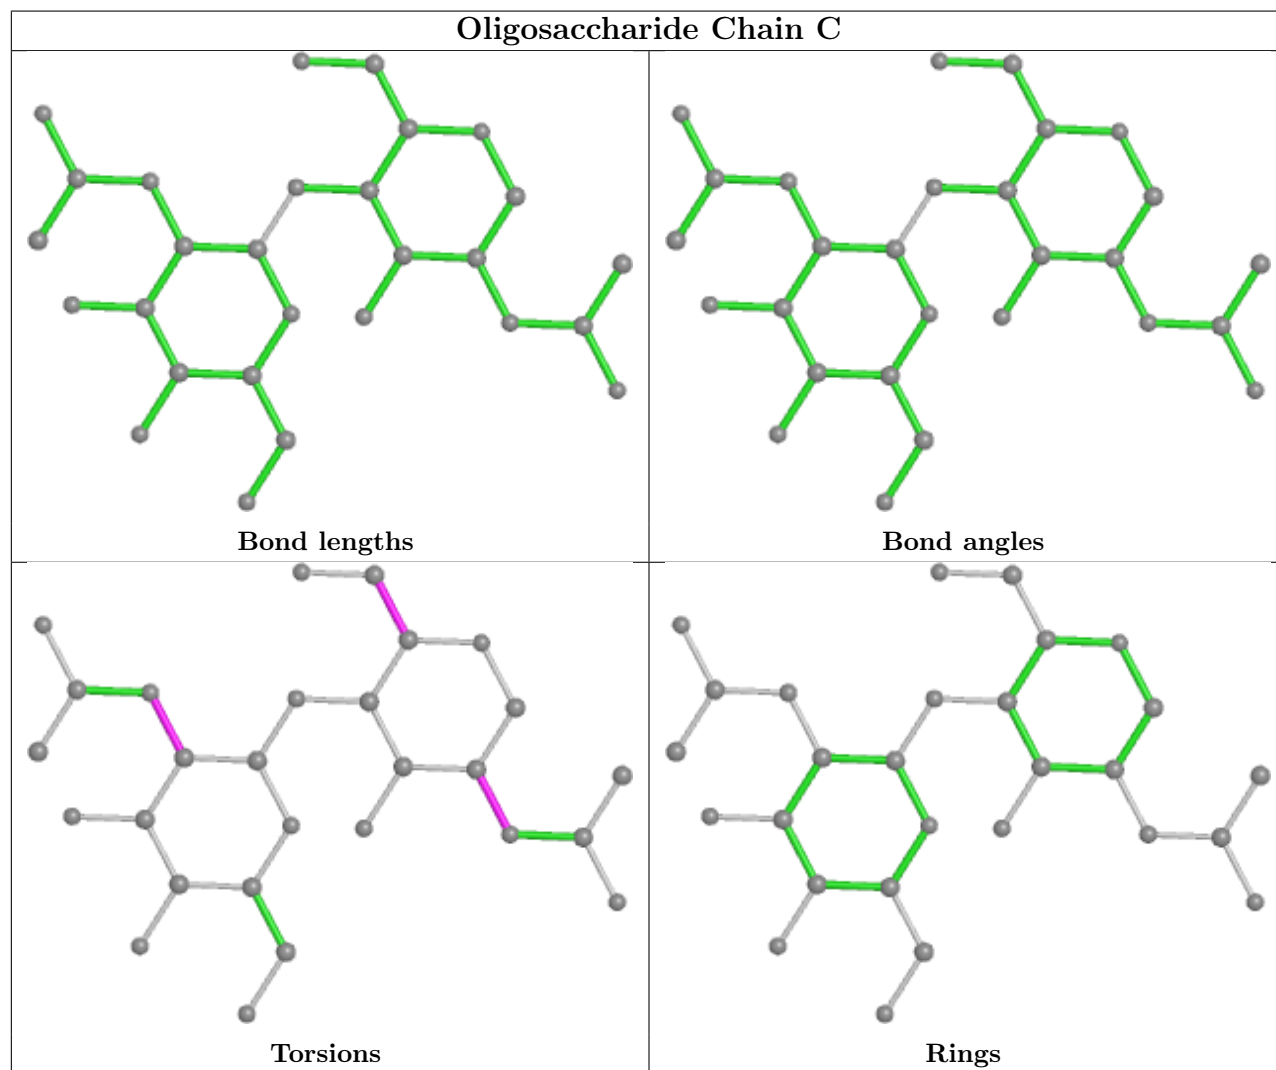 Oligosaccharide Chain C
Bond lengths
Bond angles
Torsions
Rings